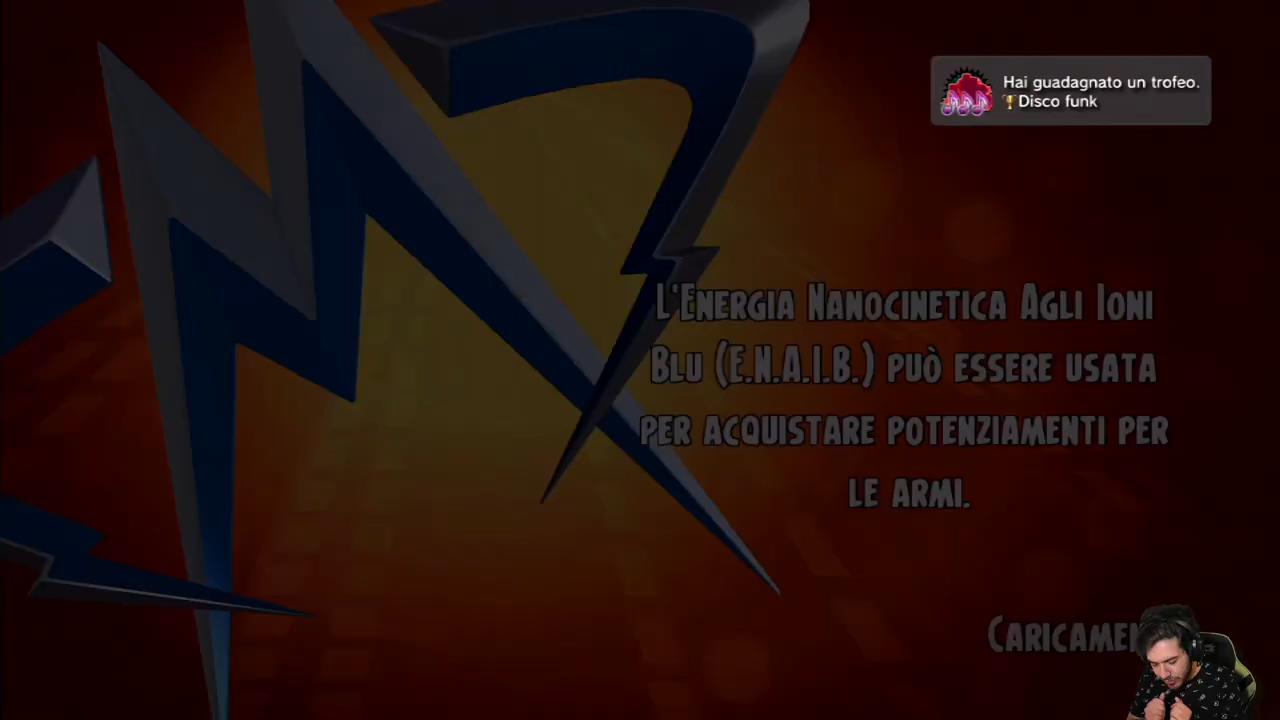 Hai guadagnato un trofeo.
Disco funk
L'Energia Nanocinetica Agli Ioni
Blu (E.N.A.I.B.) può essere usata
per acquistare potenziamenti per
le armi.